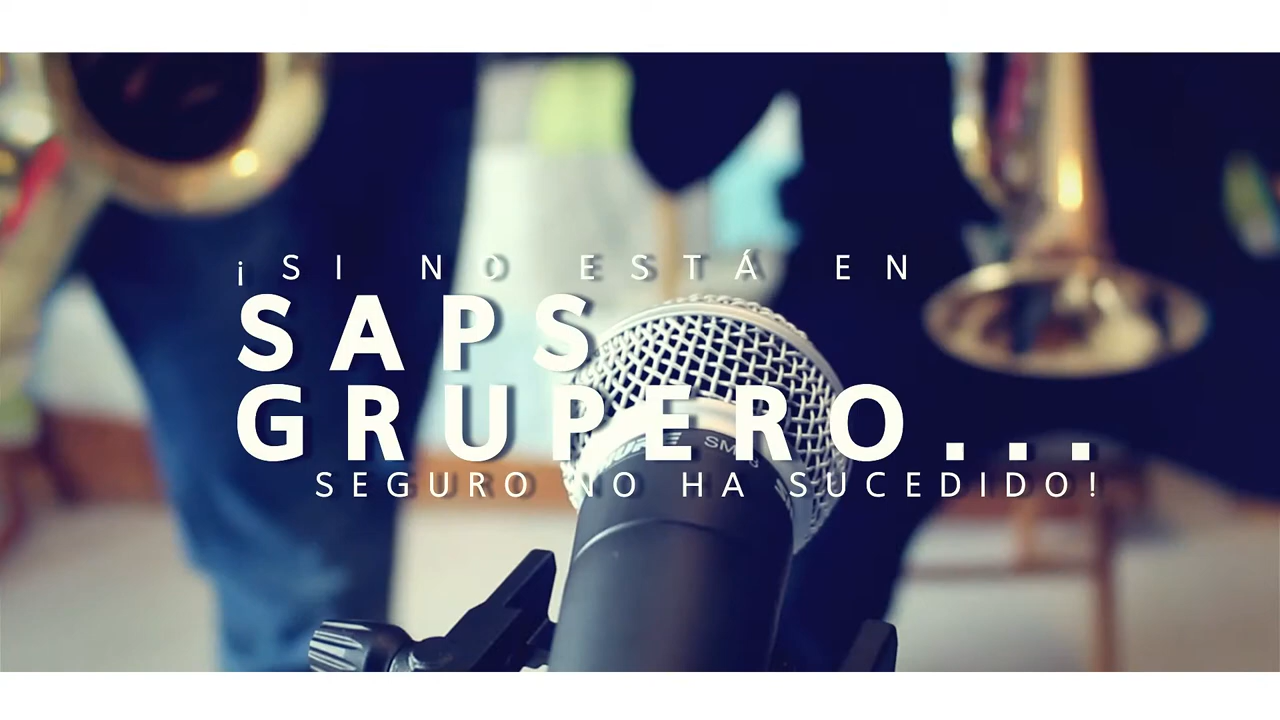 ¡SI NO ESTÁ EN
SAPS
GRUPERO...
SEGURO NO HA SUCEDIDO!